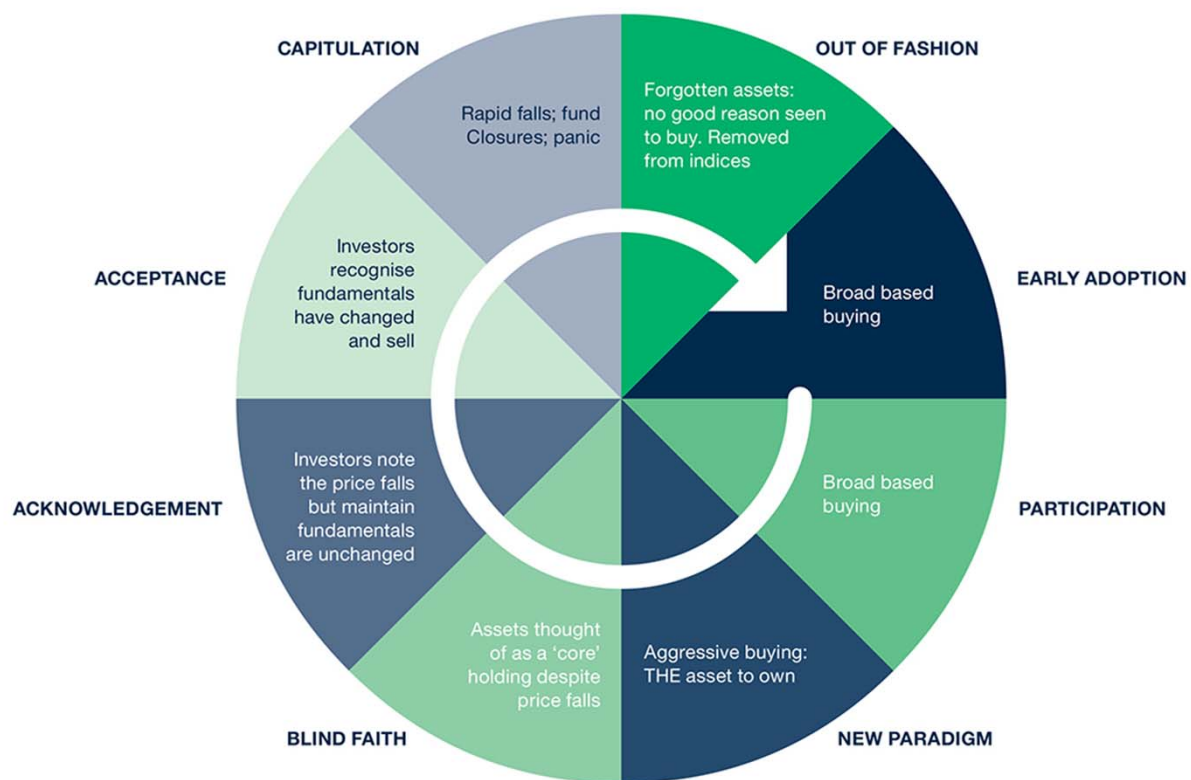 OUT OF FASHION
Forgotten assets:
no good reason seen
to buy. Removed
from indices
EARLY ADOPTION
Broad based
buying
PARTICIPATION
Broad based
buying
NEW PARADIGM
Aggressive buying:
THE asset to own
BLIND FAITH
Assets thought
of as a ‘core’
holding despite
price falls
ACKNOWLEDGEMENT
Investors note
the price falls
but maintain
fundamentals
are unchanged
ACCEPTANCE
Investors
recognise
fundamentals
have changed
and sell
CAPITULATION
Rapid falls; fund
Closures; panic